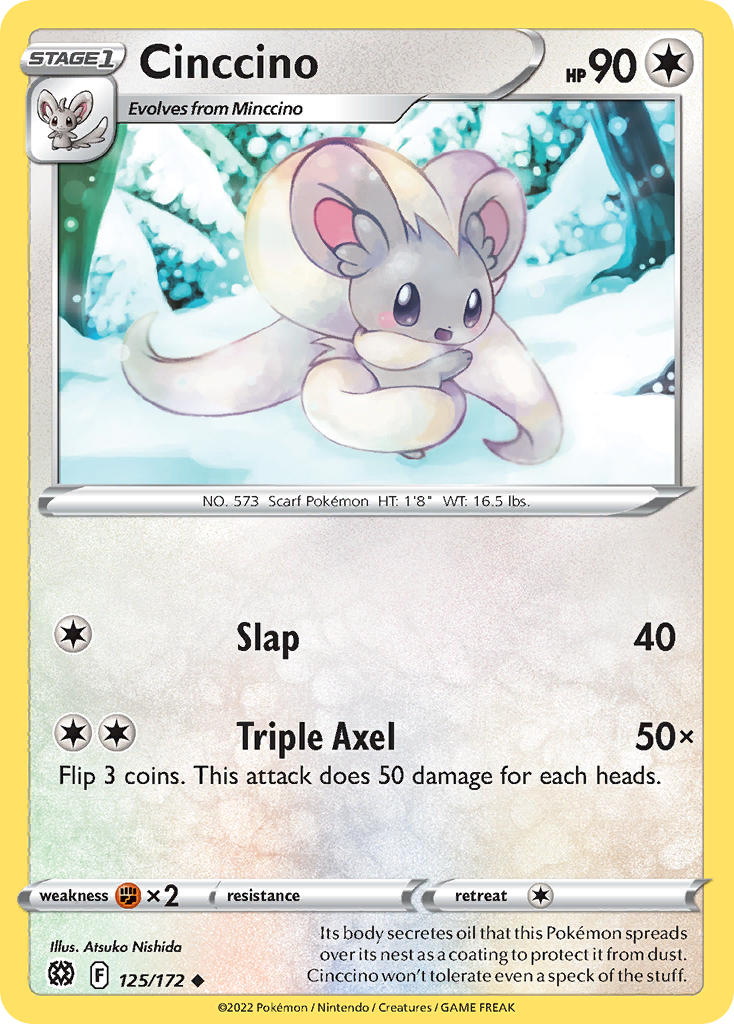 STAGE1
Cinccino
HP 90
Evolves from Minccino
NO. 573 Scarf Pokémon HT: 1'8" WT: 16.5 lbs.
Slap 40
Triple Axel 50×
Flip 3 coins. This attack does 50 damage for each heads.
weakness ×2 resistance retreat
Illus. Atsuko Nishida
F 125/172
Its body secretes oil that this Pokémon spreads
over its nest as a coating to protect it from dust.
Cinccino won't tolerate even a speck of the stuff.
©2022 Pokémon / Nintendo / Creatures / GAME FREAK